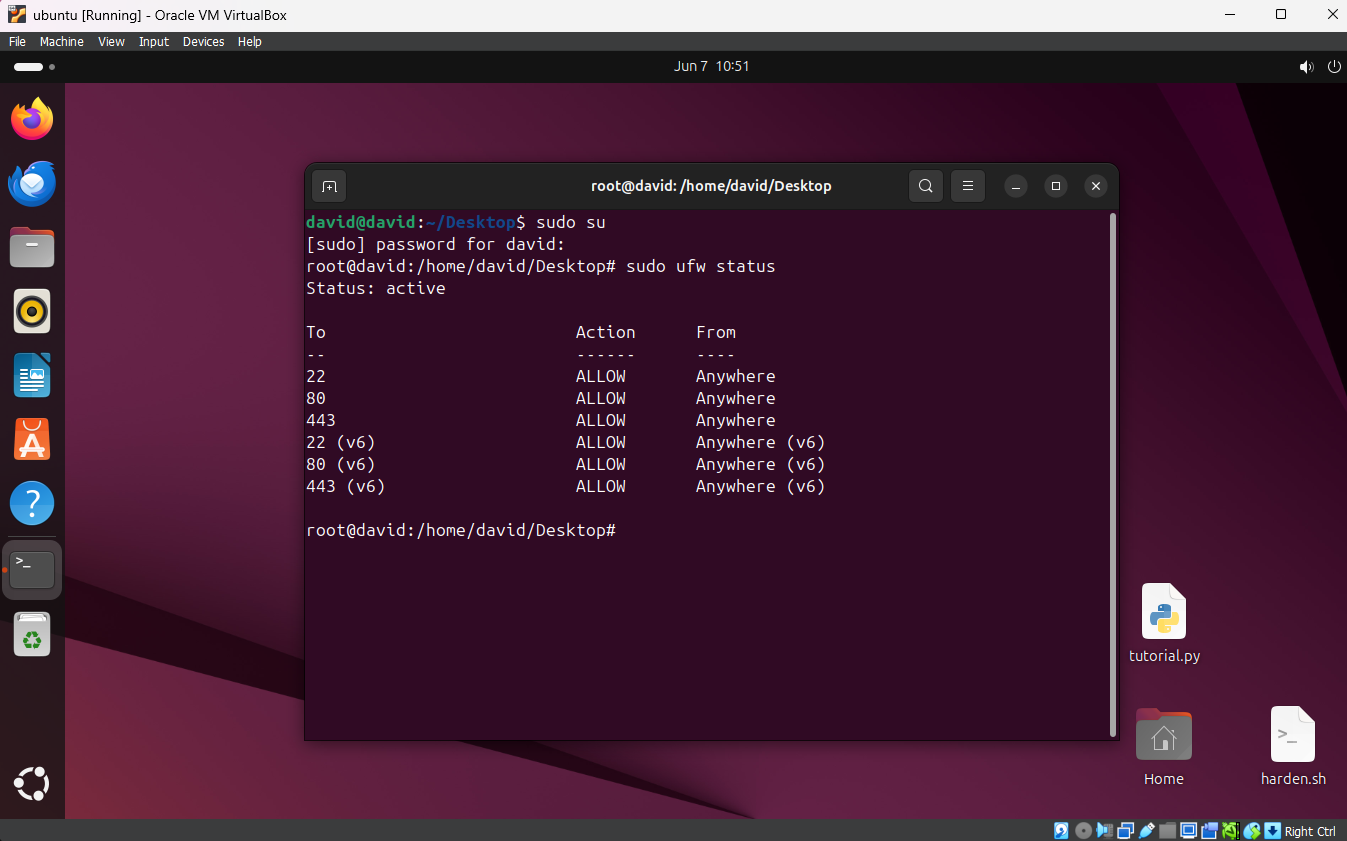 ubuntu [Running] - Oracle VM VirtualBox
File Machine View Input Devices Help
Jun 7 10:51
root@david: /home/david/Desktop
david@david:~/Desktop$ sudo su
[sudo] password for david:
root@david:/home/david/Desktop# sudo ufw status
Status: active
To Action From
-- ------ ----
22 ALLOW Anywhere
80 ALLOW Anywhere
443 ALLOW Anywhere
22 (v6) ALLOW Anywhere (v6)
80 (v6) ALLOW Anywhere (v6)
443 (v6) ALLOW Anywhere (v6)
root@david:/home/david/Desktop#
tutorial.py
Home
harden.sh
Right Ctrl